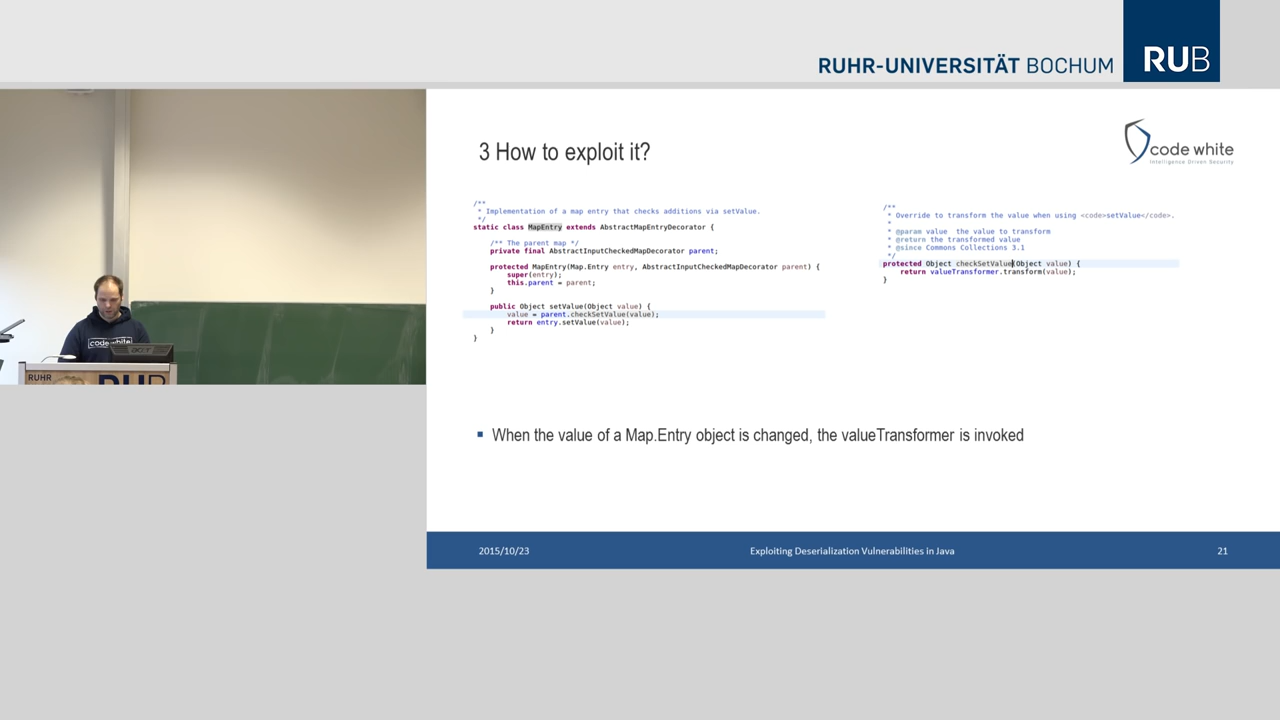 RUHR-UNIVERSITÄT BOCHUM
RUB
3 How to exploit it?
code white
Intelligence Driven Security
/**
 * Implementation of a map entry that checks additions via setValue.
 */
static class MapEntry extends AbstractMapEntryDecorator {
/** The parent map */
private final AbstractInputCheckedMapDecorator parent;
protected MapEntry(Map.Entry entry, AbstractInputCheckedMapDecorator parent) {
super(entry);
this.parent = parent;
}
public Object setValue(Object value) {
value = parent.checkSetValue(value);
return entry.setValue(value);
}
}
/**
 * Override to transform the value when using <code>setValue</code>.
 *
 * @param value  the value to transform
 * @return the transformed value
 * @since Commons Collections 3.1
 */
protected Object checkSetValue(Object value) {
return valueTransformer.transform(value);
}
code white
acer
RUHR
RUB
▪ When the value of a Map.Entry object is changed, the valueTransformer is invoked
2015/10/23
Exploiting Deserialization Vulnerabilities in Java
21